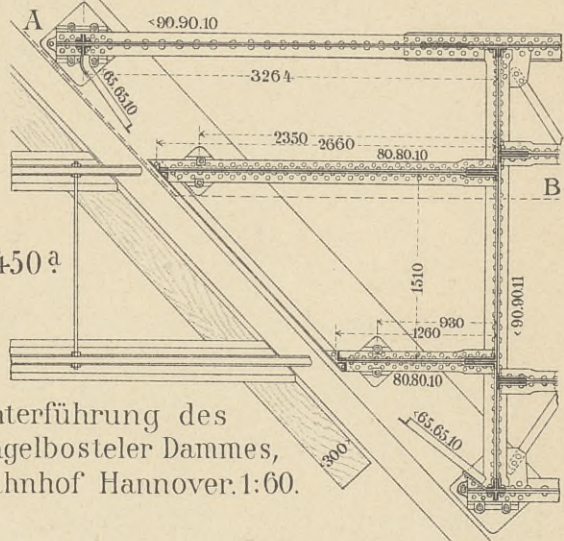 A
<90.90.10
3264
<65.65.10
2350
2660
80.80.10
B
450ª.
1510
<90.90.11
930
1260
80.80.10
<65.65.10
<300>
nterführung des
gelbosteler Dammes,
hnhof Hannover. 1:60.